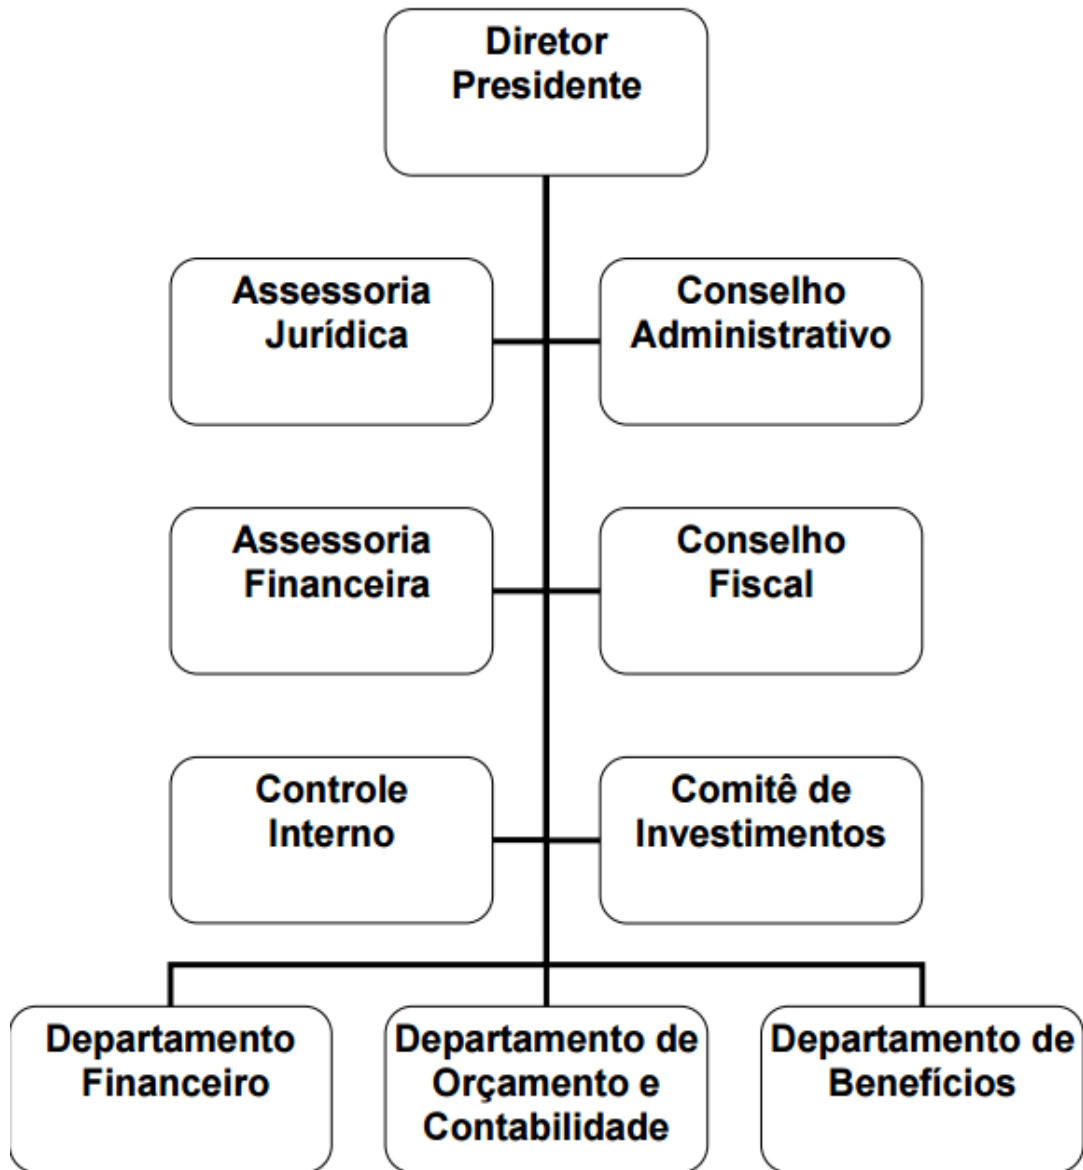 Diretor
Presidente
Assessoria
Jurídica
Conselho
Administrativo
Assessoria
Financeira
Conselho
Fiscal
Controle
Interno
Comitê de
Investimentos
Departamento
Financeiro
Departamento de
Orçamento e
Contabilidade
Departamento de
Benefícios